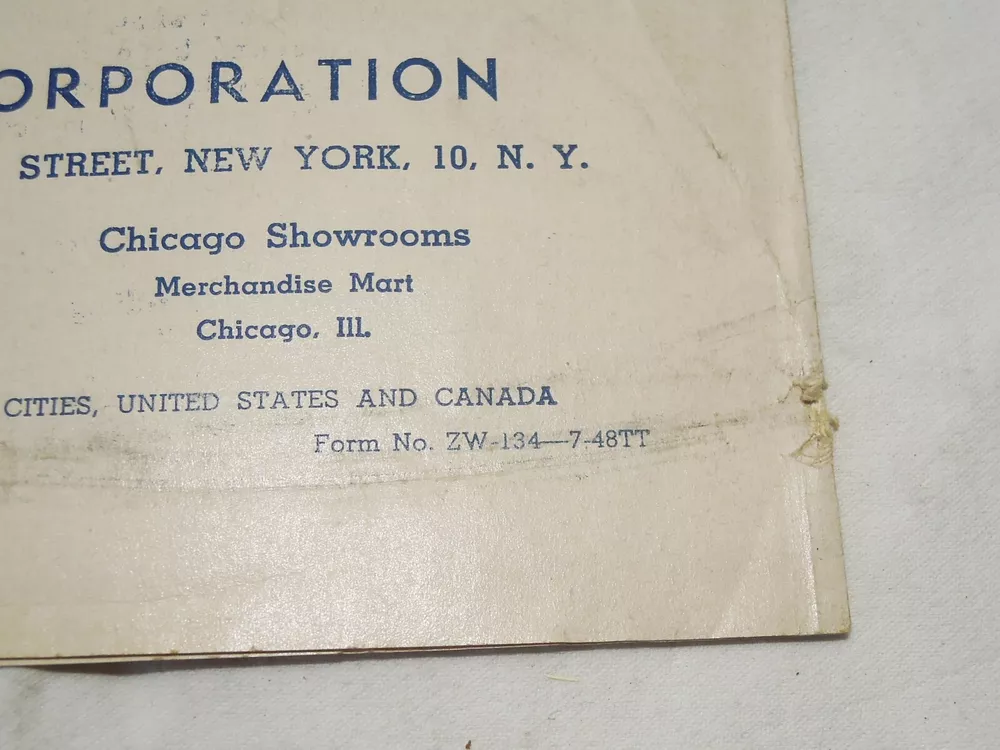 ORPORATION
STREET, NEW YORK, 10, N. Y.
Chicago Showrooms
Merchandise Mart
Chicago, Ill.
CITIES, UNITED STATES AND CANADA
Form No. ZW-134—7-48TT